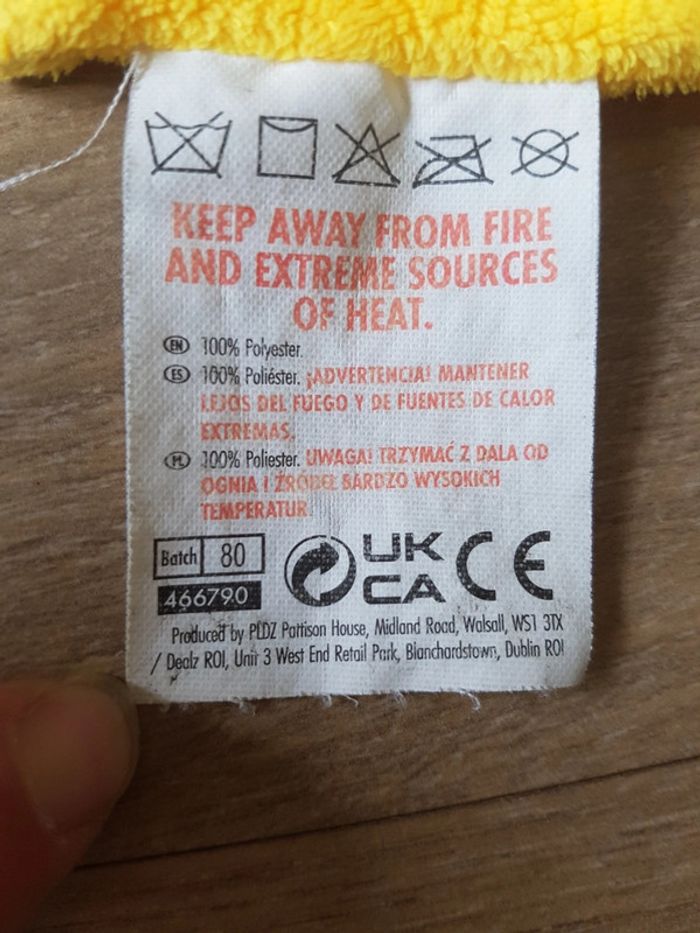 KEEP AWAY FROM FIRE
AND EXTREME SOURCES
OF HEAT.
EN 100% Polyester.
ES 100% Poliéster. ¡ADVERTENCIA! MANTENER
LEJOS DEL FUEGO Y DE FUENTES DE CALOR
EXTREMAS.
PL 100% Poliester. UWAGA! TRZYMAĆ Z DALA OD
OGNIA I ŹRÓDEŁ BARDZO WYSOKICH
TEMPERATUR
Batch 80
466790
UK
CA
CE
Produced by PLDZ Pattison House, Midland Road, Walsall, WS1 3TX
/ Dealz ROI, Unit 3 West End Retail Park, Blanchardstown, Dublin ROI